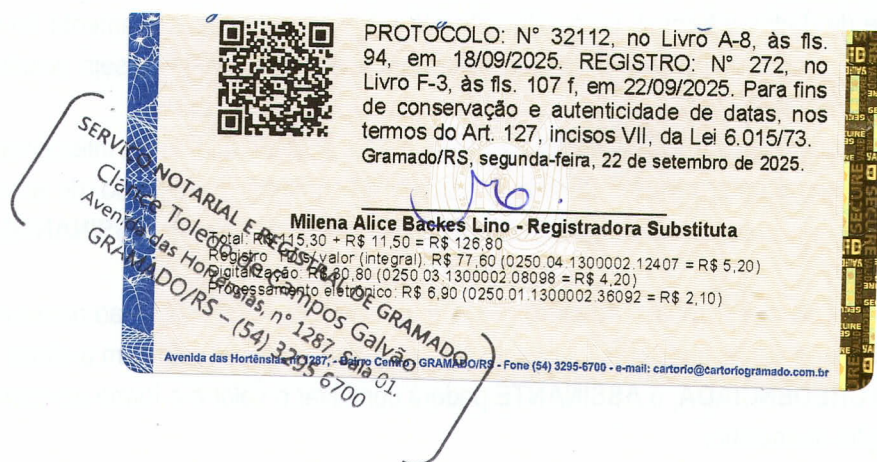 PROTOCOLO: N° 32112, no Livro A-8, às fls.
94, em 18/09/2025. REGISTRO: N° 272, no
Livro F-3, às fls. 107 f, em 22/09/2025. Para fins
de conservação e autenticidade de datas, nos
termos do Art. 127, incisos VII, da Lei 6.015/73.
Gramado/RS, segunda-feira, 22 de setembro de 2025.
Milena Alice Backes Lino - Registradora Substituta
Total: R$ 115,30 + R$ 11,50 = R$ 126,80
Registro valor (integral): R$ 77,60 (0250.04.1300002.12407 = R$ 5,20)
Digitalização: R$ 30,80 (0250.03.1300002.08098 = R$ 4,20)
Processamento eletrônico: R$ 6,90 (0250.01.1300002.36092 = R$ 2,10)
Avenida das Hortênsias nº 1287, - Bairro Centro - GRAMADO/RS - Fone (54) 3295-6700 - e-mail: cartorio@cartoriogramado.com.br
SERVIÇO NOTARIAL E REGISTRAL DE GRAMADO
Clarice Toledo de Campos Galvão
Avenida das Hortensias, n° 1287, Sala 01.
GRAMADO/RS – (54) 3295 6700
SECURE